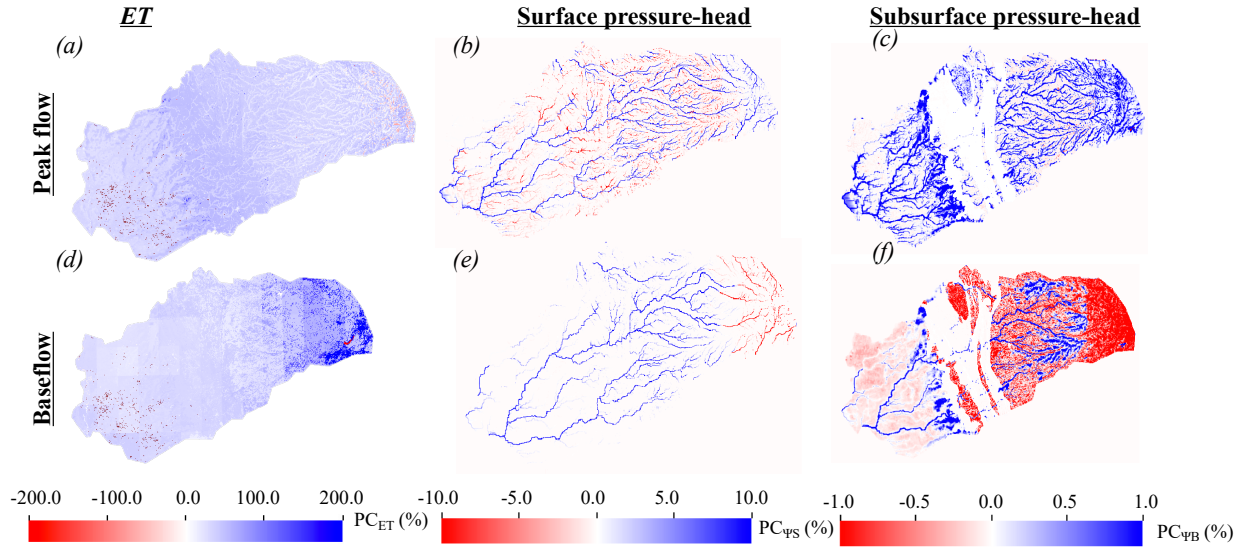 ET
Surface pressure-head
Subsurface pressure-head
Peak flow
(a)
(b)
(c)
Baseflow
(d)
(e)
(f)
-200.0 -100.0 0.0 100.0 200.0
PC_ET (%)
-10.0 -5.0 0.0 5.0 10.0
PC_ΨS (%)
-1.0 -0.5 0.0 0.5 1.0
PC_ΨB (%)